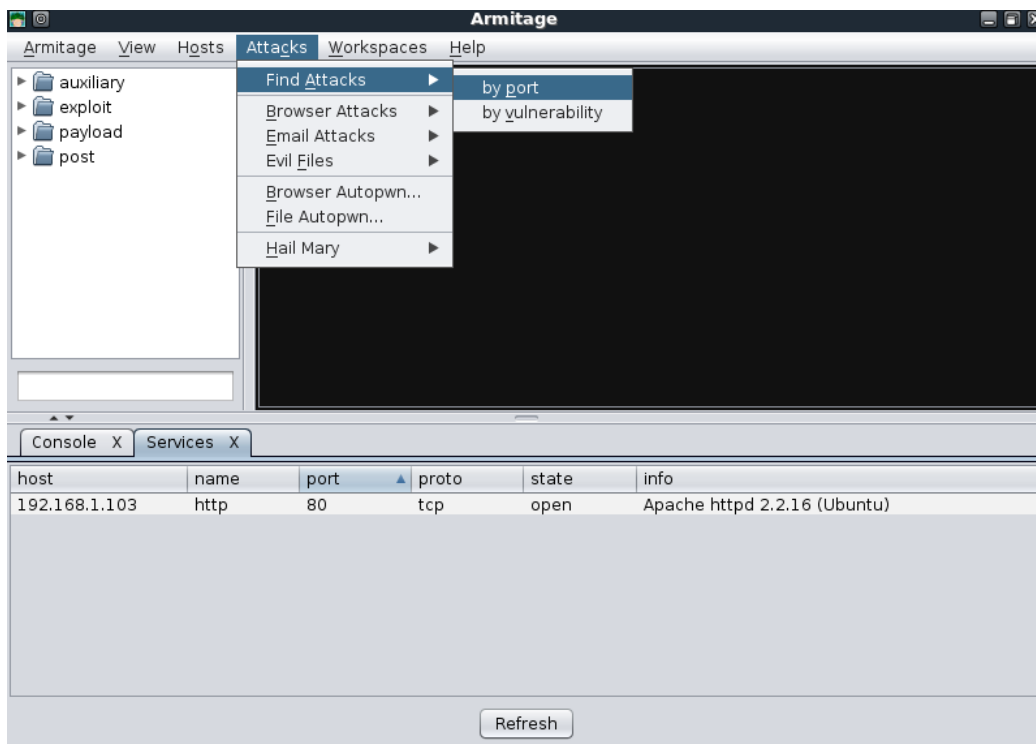 Armitage
Armitage View Hosts Attacks Workspaces Help
auxiliary
exploit
payload
post
Find Attacks
by port
by vulnerability
Browser Attacks
Email Attacks
Evil Files
Browser Autopwn...
File Autopwn...
Hail Mary
Console X Services X
host name port proto state info
192.168.1.103 http 80 tcp open Apache httpd 2.2.16 (Ubuntu)
Refresh